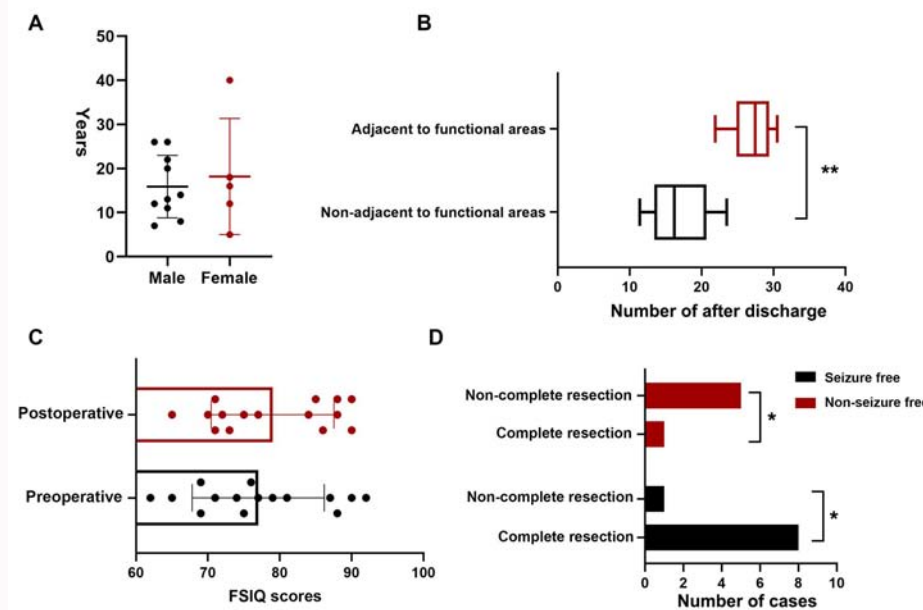 A
50
40
30
20
10
0
Years
Male Female
B
Adjacent to functional areas
Non-adjacent to functional areas
**
0 10 20 30 40
Number of after discharge
C
Postoperative
Preoperative
60 70 80 90 100
FSIQ scores
D
Seizure free
Non-seizure free
Non-complete resection
Complete resection
*
Non-complete resection
Complete resection
*
0 2 4 6 8 10
Number of cases